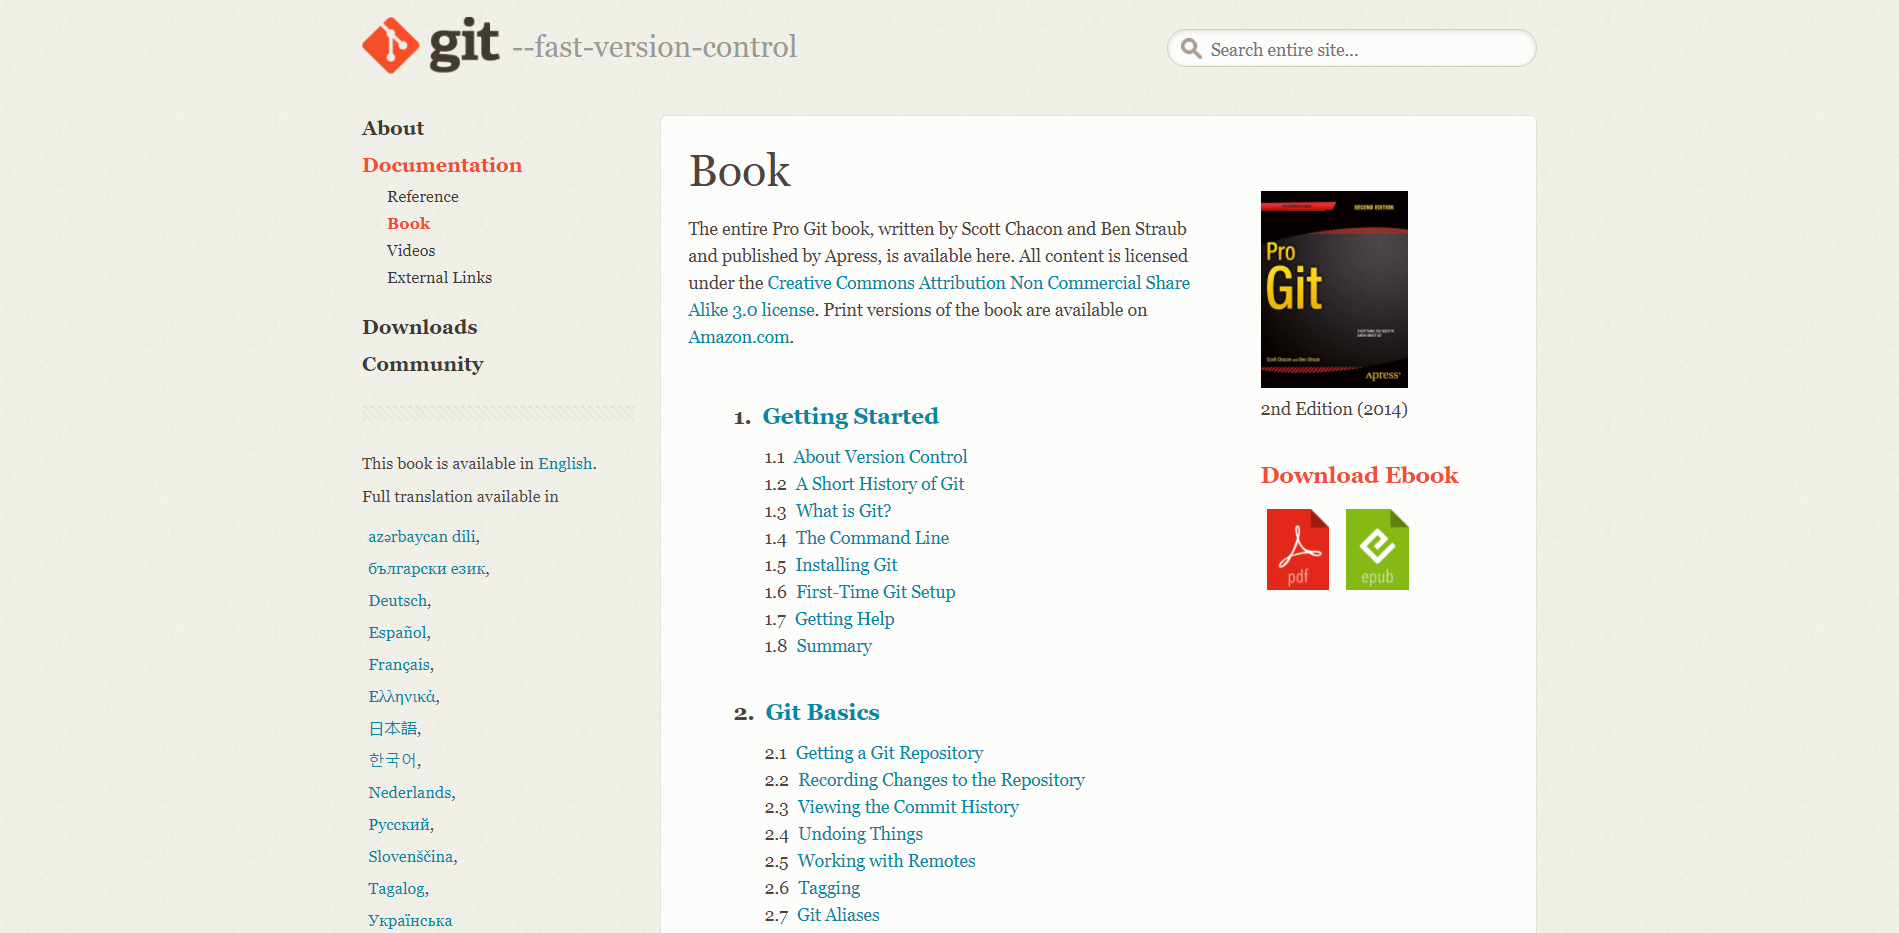 git --fast-version-control
Search entire site...
About
Documentation
Reference
Book
Videos
External Links
Downloads
Community
This book is available in English.
Full translation available in
azərbaycan dili,
български език,
Deutsch,
Español,
Français,
Ελληνικά,
日本語,
한국어,
Nederlands,
Русский,
Slovenščina,
Tagalog,
Українська
Book
The entire Pro Git book, written by Scott Chacon and Ben Straub
and published by Apress, is available here. All content is licensed
under the Creative Commons Attribution Non Commercial Share
Alike 3.0 license. Print versions of the book are available on
Amazon.com.
1. Getting Started
1.1 About Version Control
1.2 A Short History of Git
1.3 What is Git?
1.4 The Command Line
1.5 Installing Git
1.6 First-Time Git Setup
1.7 Getting Help
1.8 Summary
2. Git Basics
2.1 Getting a Git Repository
2.2 Recording Changes to the Repository
2.3 Viewing the Commit History
2.4 Undoing Things
2.5 Working with Remotes
2.6 Tagging
2.7 Git Aliases
SECOND EDITION
Pro
Git
Scott Chacon and Ben Straub
Apress®
2nd Edition (2014)
Download Ebook
pdf
epub